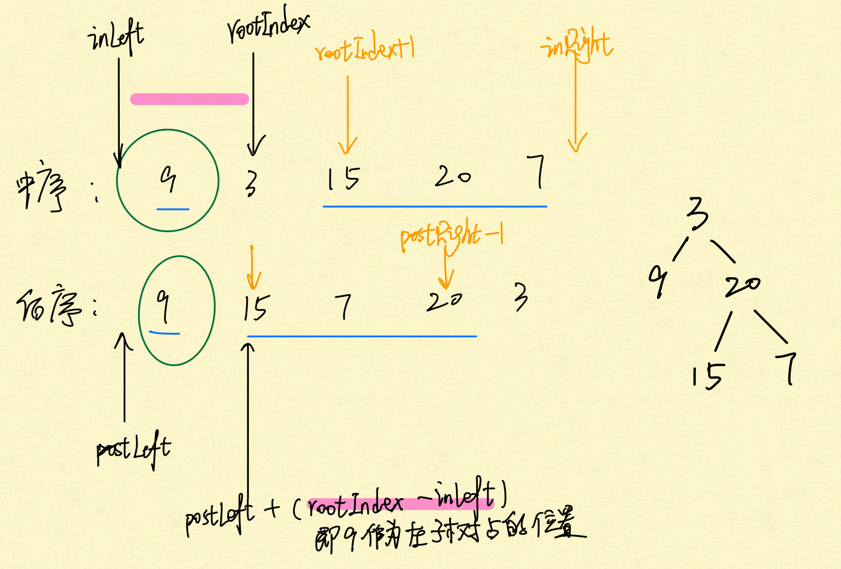 inLeft rootIndex
rootIndex+1 inRight
中序: 9 3 15 20 7
postRight-1
后序: 9 15 7 20 3
postLeft
postLeft + (rootIndex - inLeft)
即9作为左子树对占的位置
3
9 20
15 7